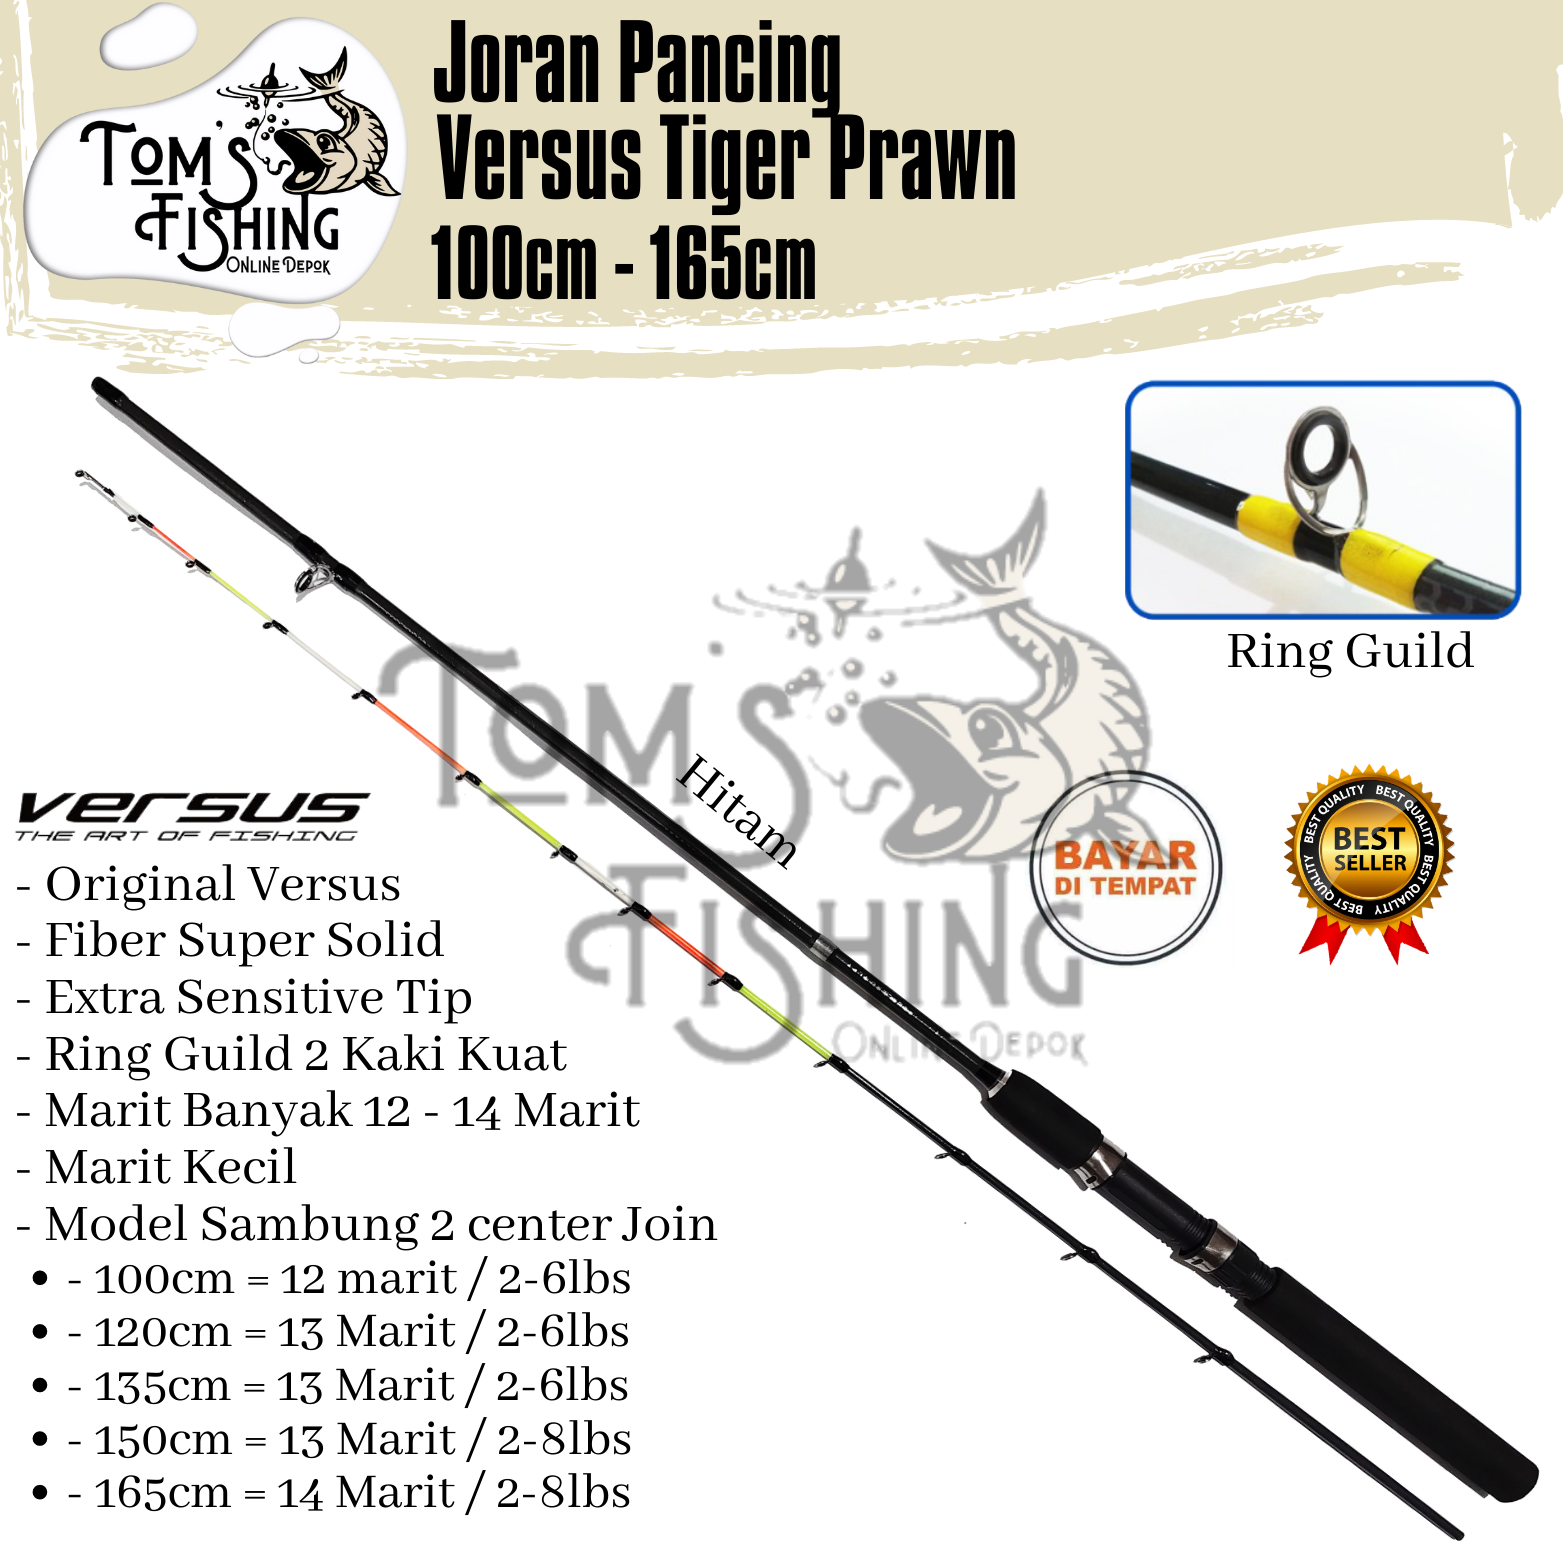 Joran Pancing
Versus Tiger Prawn
100cm - 165cm
TOM'S
FISHING
ONLINE DEPOK
Ring Guild
TOM'S
FISHING
ONLINE DEPOK
Hitam
BAYAR
DI TEMPAT
BEST QUALITY BEST QUALITY BEST QUALITY BEST QUALITY
BEST
SELLER
versus
THE ART OF FISHING
- Original Versus
- Fiber Super Solid
- Extra Sensitive Tip
- Ring Guild 2 Kaki Kuat
- Marit Banyak 12 - 14 Marit
- Marit Kecil
- Model Sambung 2 center Join
• - 100cm = 12 marit / 2-6lbs
• - 120cm = 13 Marit / 2-6lbs
• - 135cm = 13 Marit / 2-6lbs
• - 150cm = 13 Marit / 2-8lbs
• - 165cm = 14 Marit / 2-8lbs